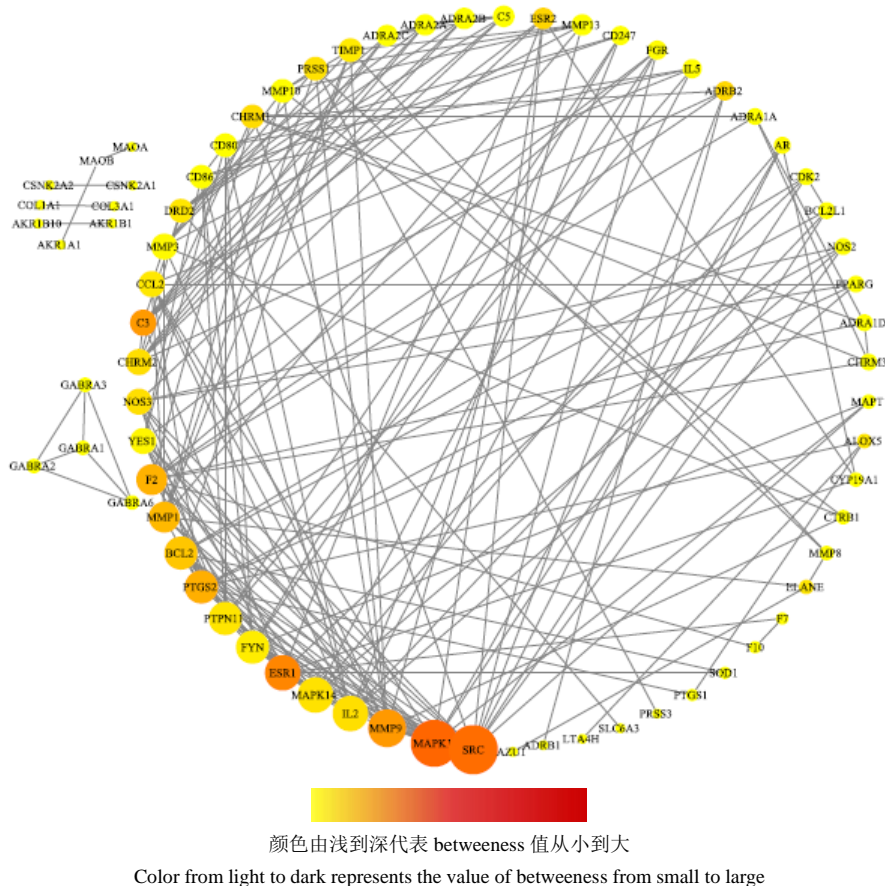 C5
ADRA2B
ESR2
ADRA2A
MMP13
ADRA2C
CD247
TIMP1
FGR
PRSS1
IL5
MMP10
ADRB2
CHRM1
ADRA1A
CD80
AR
MAOA
MAOB
CD86
CDK2
CSNK2A2 CSNK2A1
COL1A1 COL3A1
DRD2
BCL2L1
AKR1B10 AKR1B1
AKR1A1
MMP3
NOS2
CCL2
PPARG
C3
ADRA1D
CHRM2
CHRM3
GABRA3
NOS3
MAPT
YES1
ALOX5
GABRA1
GABRA2
F2
CYP19A1
GABRA6
MMP1
CTRB1
BCL2
MMP8
PTGS2
ELANE
PTPN11
F7
FYN
F10
ESR1
SOD1
MAPK14
PTGS1
IL2
PRSS3
MMP9
SLC6A3
LTA4H
MAPK1
SRC
AZU1
ADRB1
颜色由浅到深代表 betweeness 值从小到大
Color from light to dark represents the value of betweeness from small to large